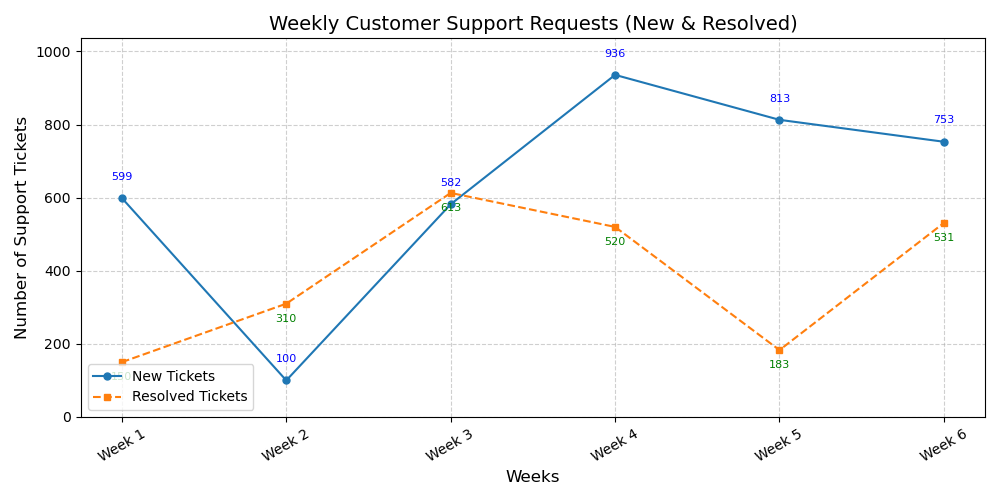 Weekly Customer Support Requests (New & Resolved)
Number of Support Tickets
1000
800
600
400
200
0
599
100
582
936
813
753
310
613
520
183
531
New Tickets
Resolved Tickets
Week 1
Week 2
Week 3
Week 4
Week 5
Week 6
Weeks